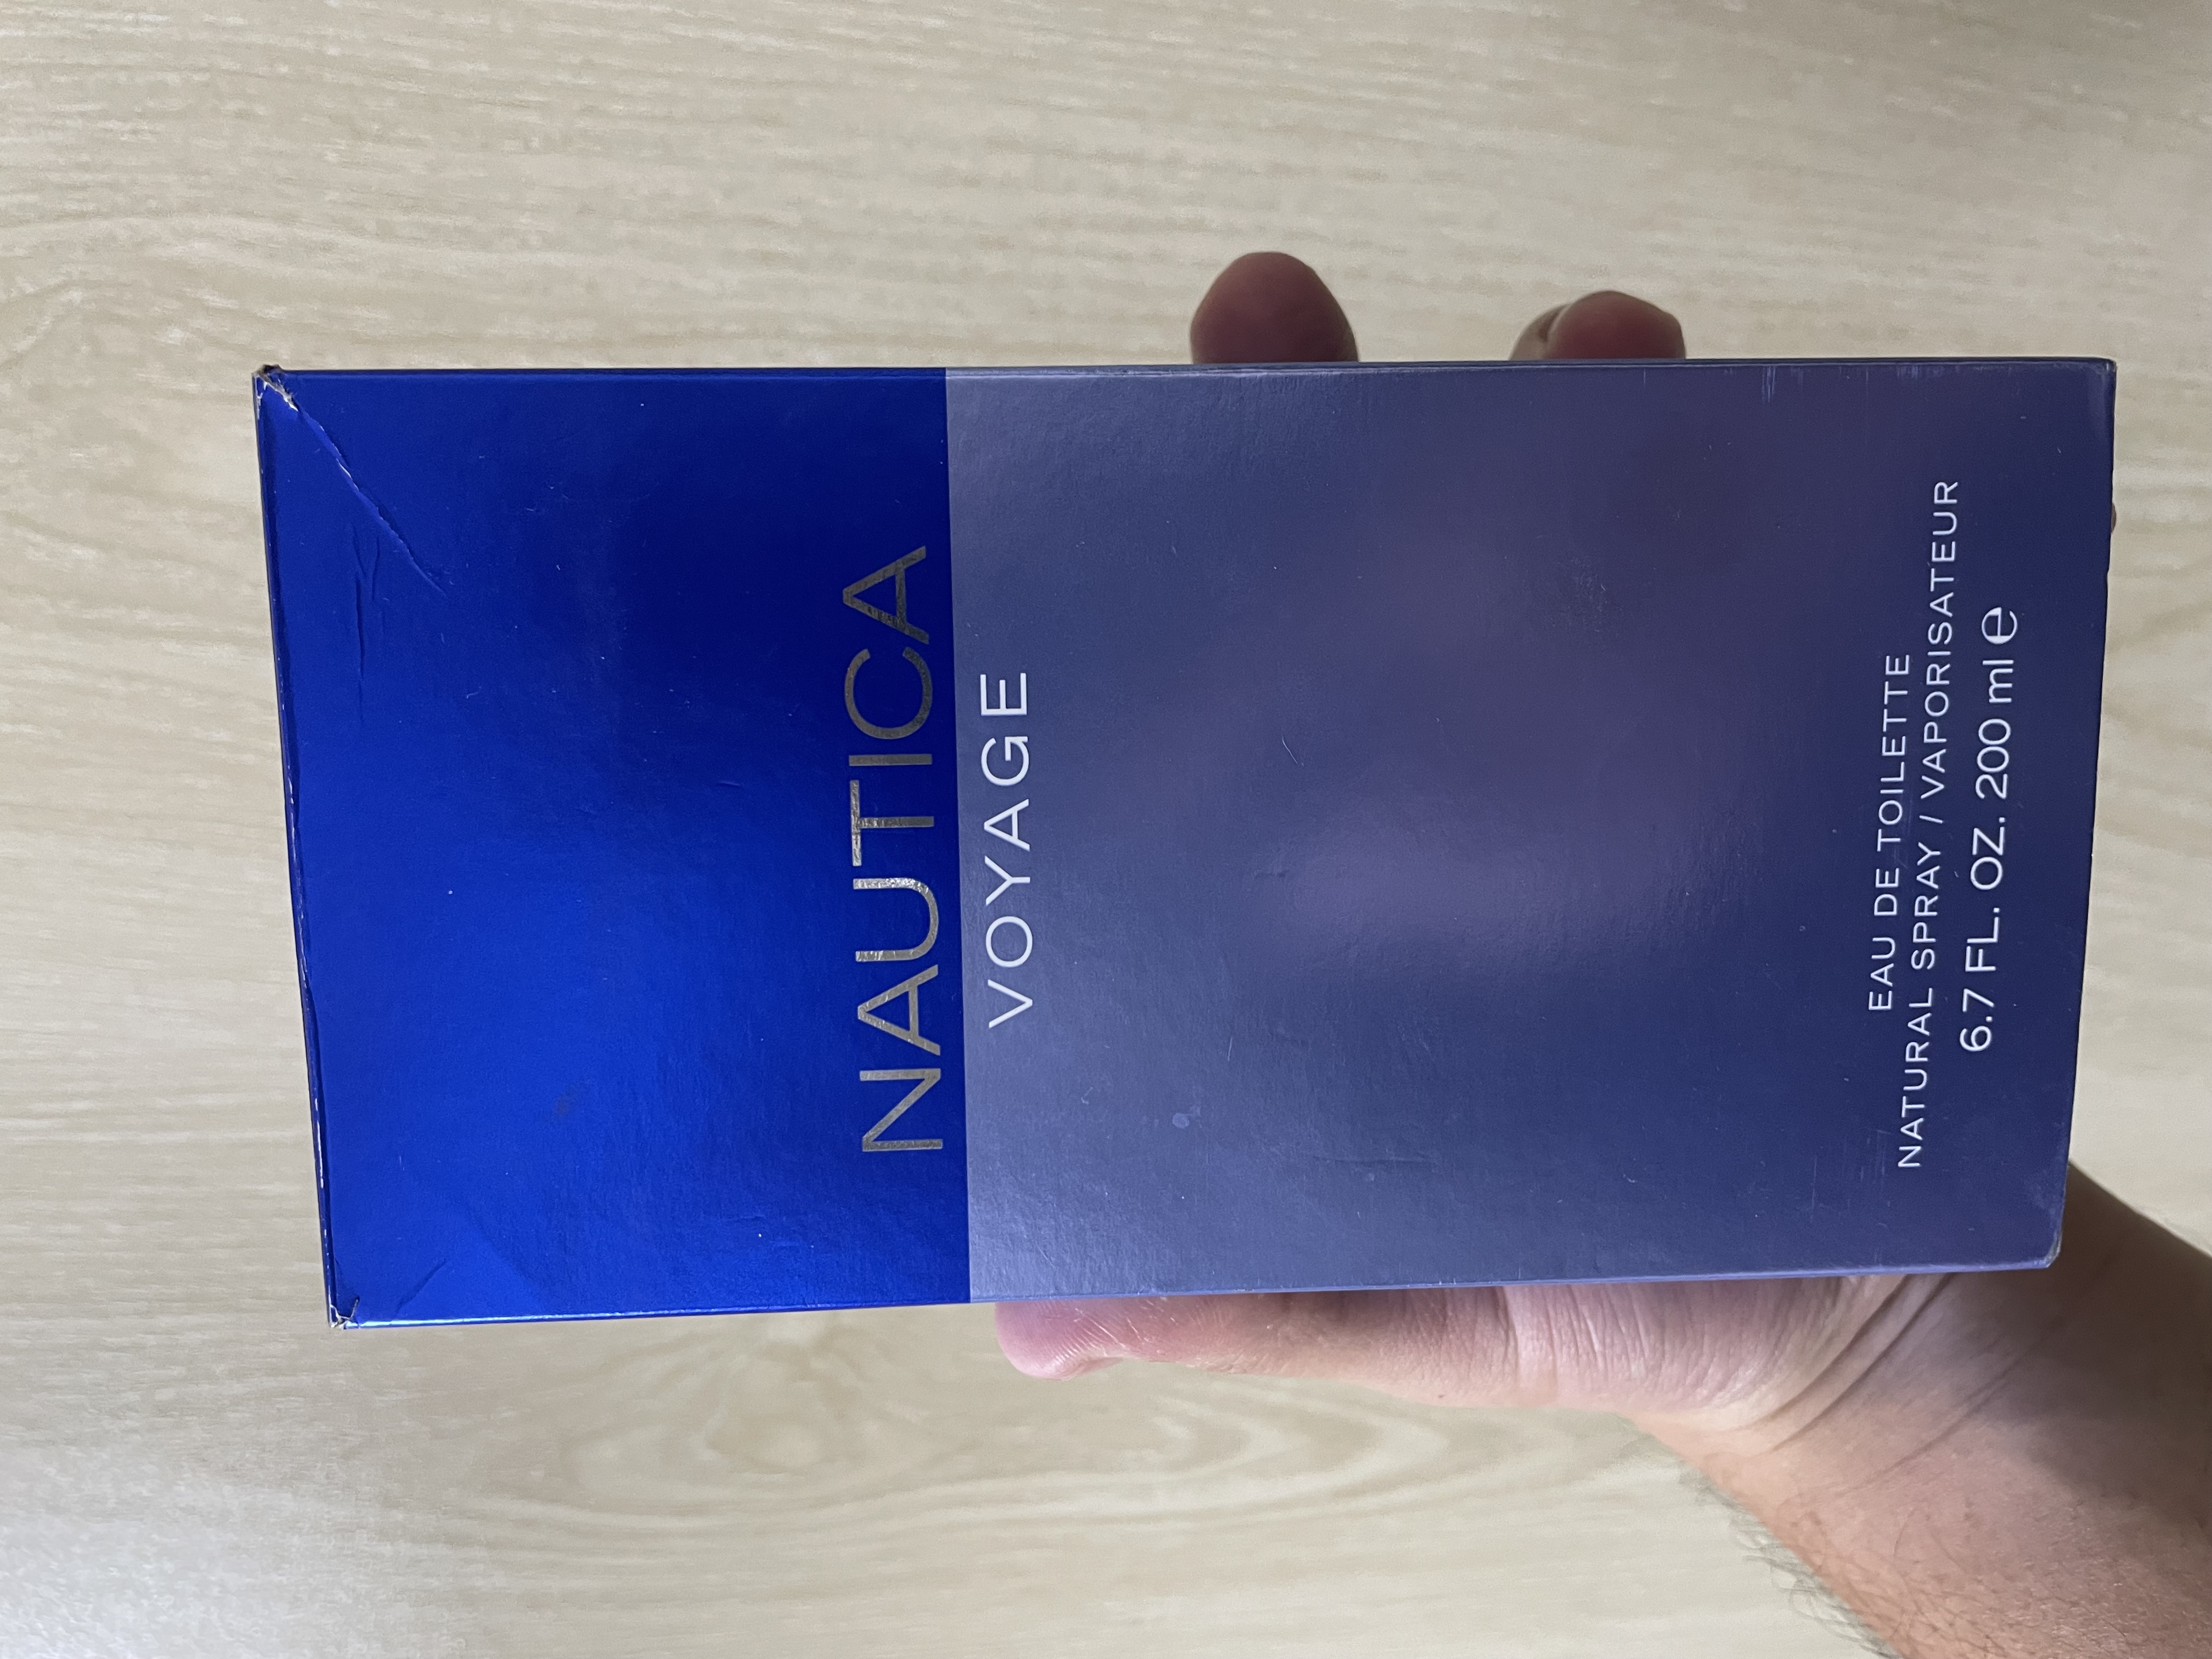 NAUTICA
VOYAGE
EAU DE TOILETTE
NATURAL SPRAY / VAPORISATEUR
6.7 FL. OZ. 200 ml ℮